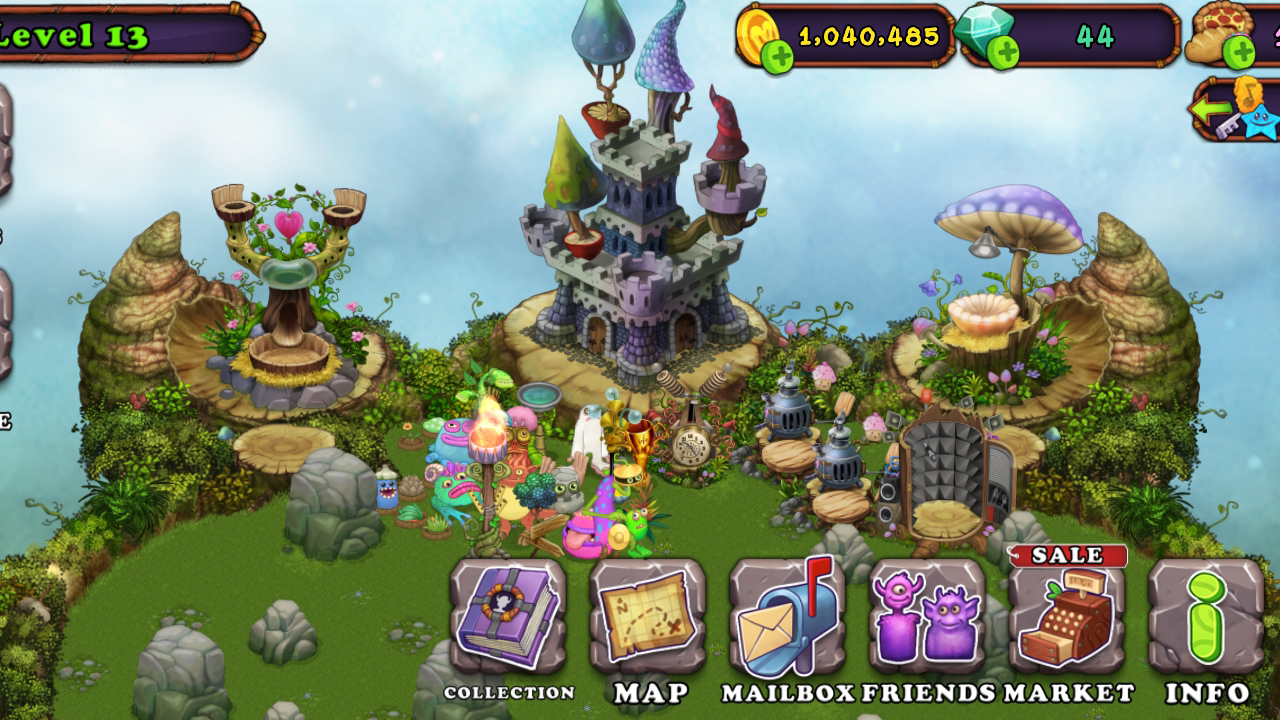 Level 13
1,040,485
44
SALE
COLLECTION
MAP
MAILBOX
FRIENDS
MARKET
INFO